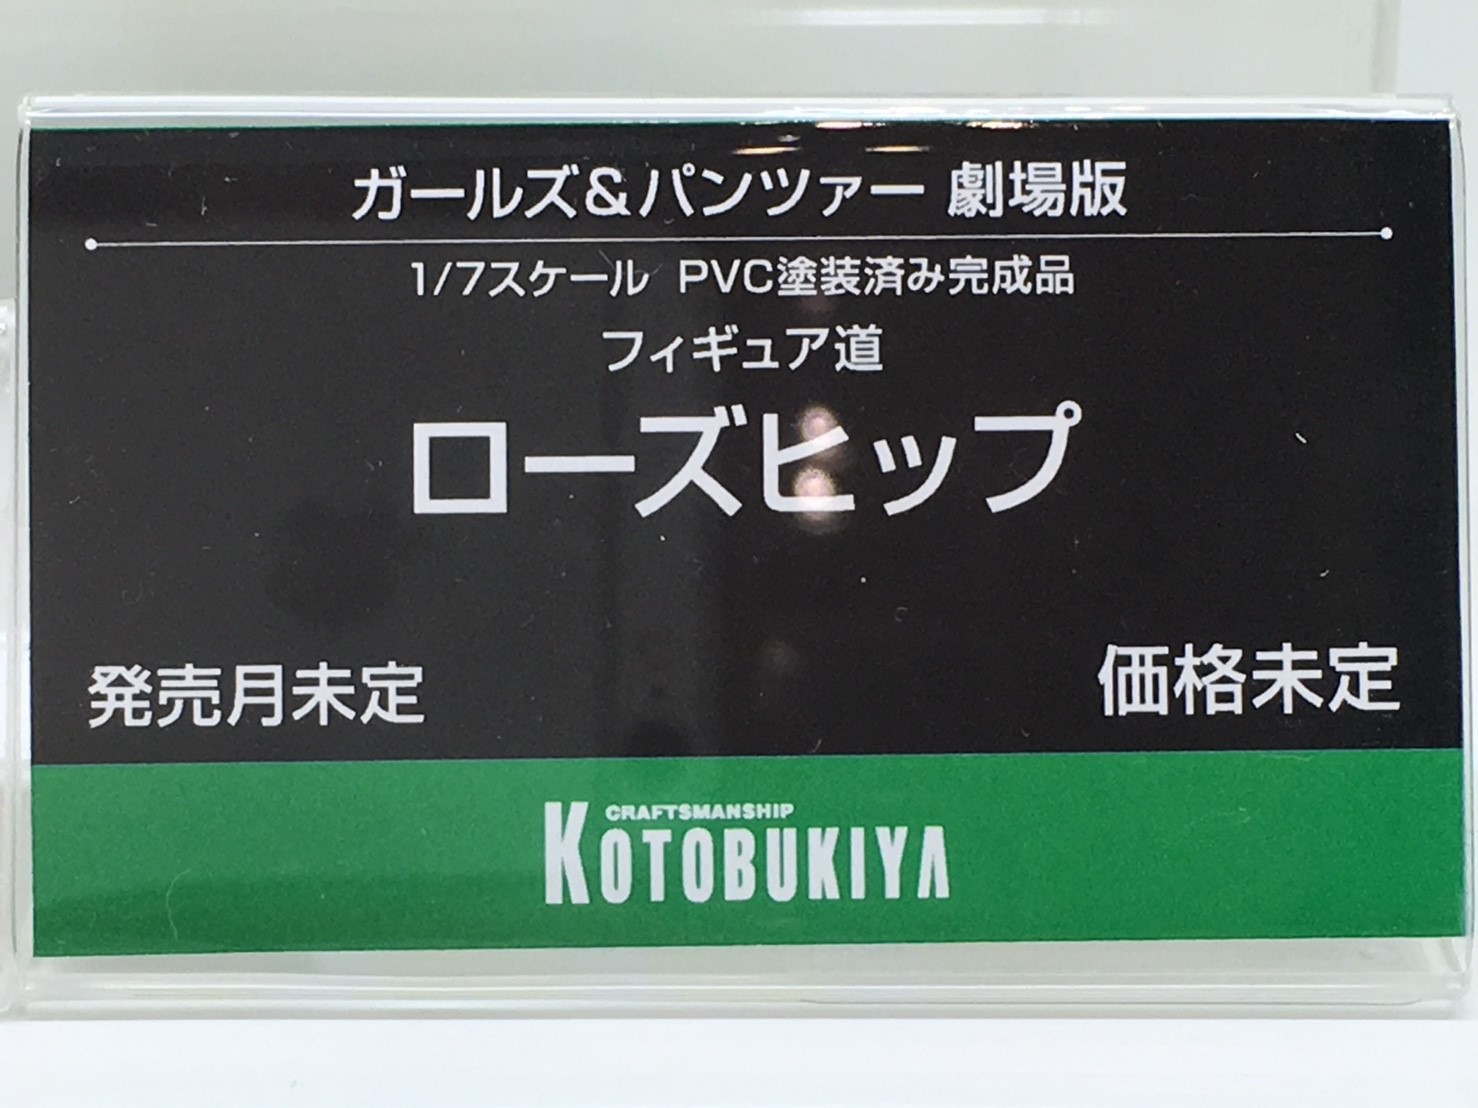 ガールズ&パンツァー 劇場版
1/7スケール PVC塗装済み完成品
フィギュア道
ローズヒップ
発売月未定
価格未定
CRAFTSMANSHIP
KOTOBUKIYA